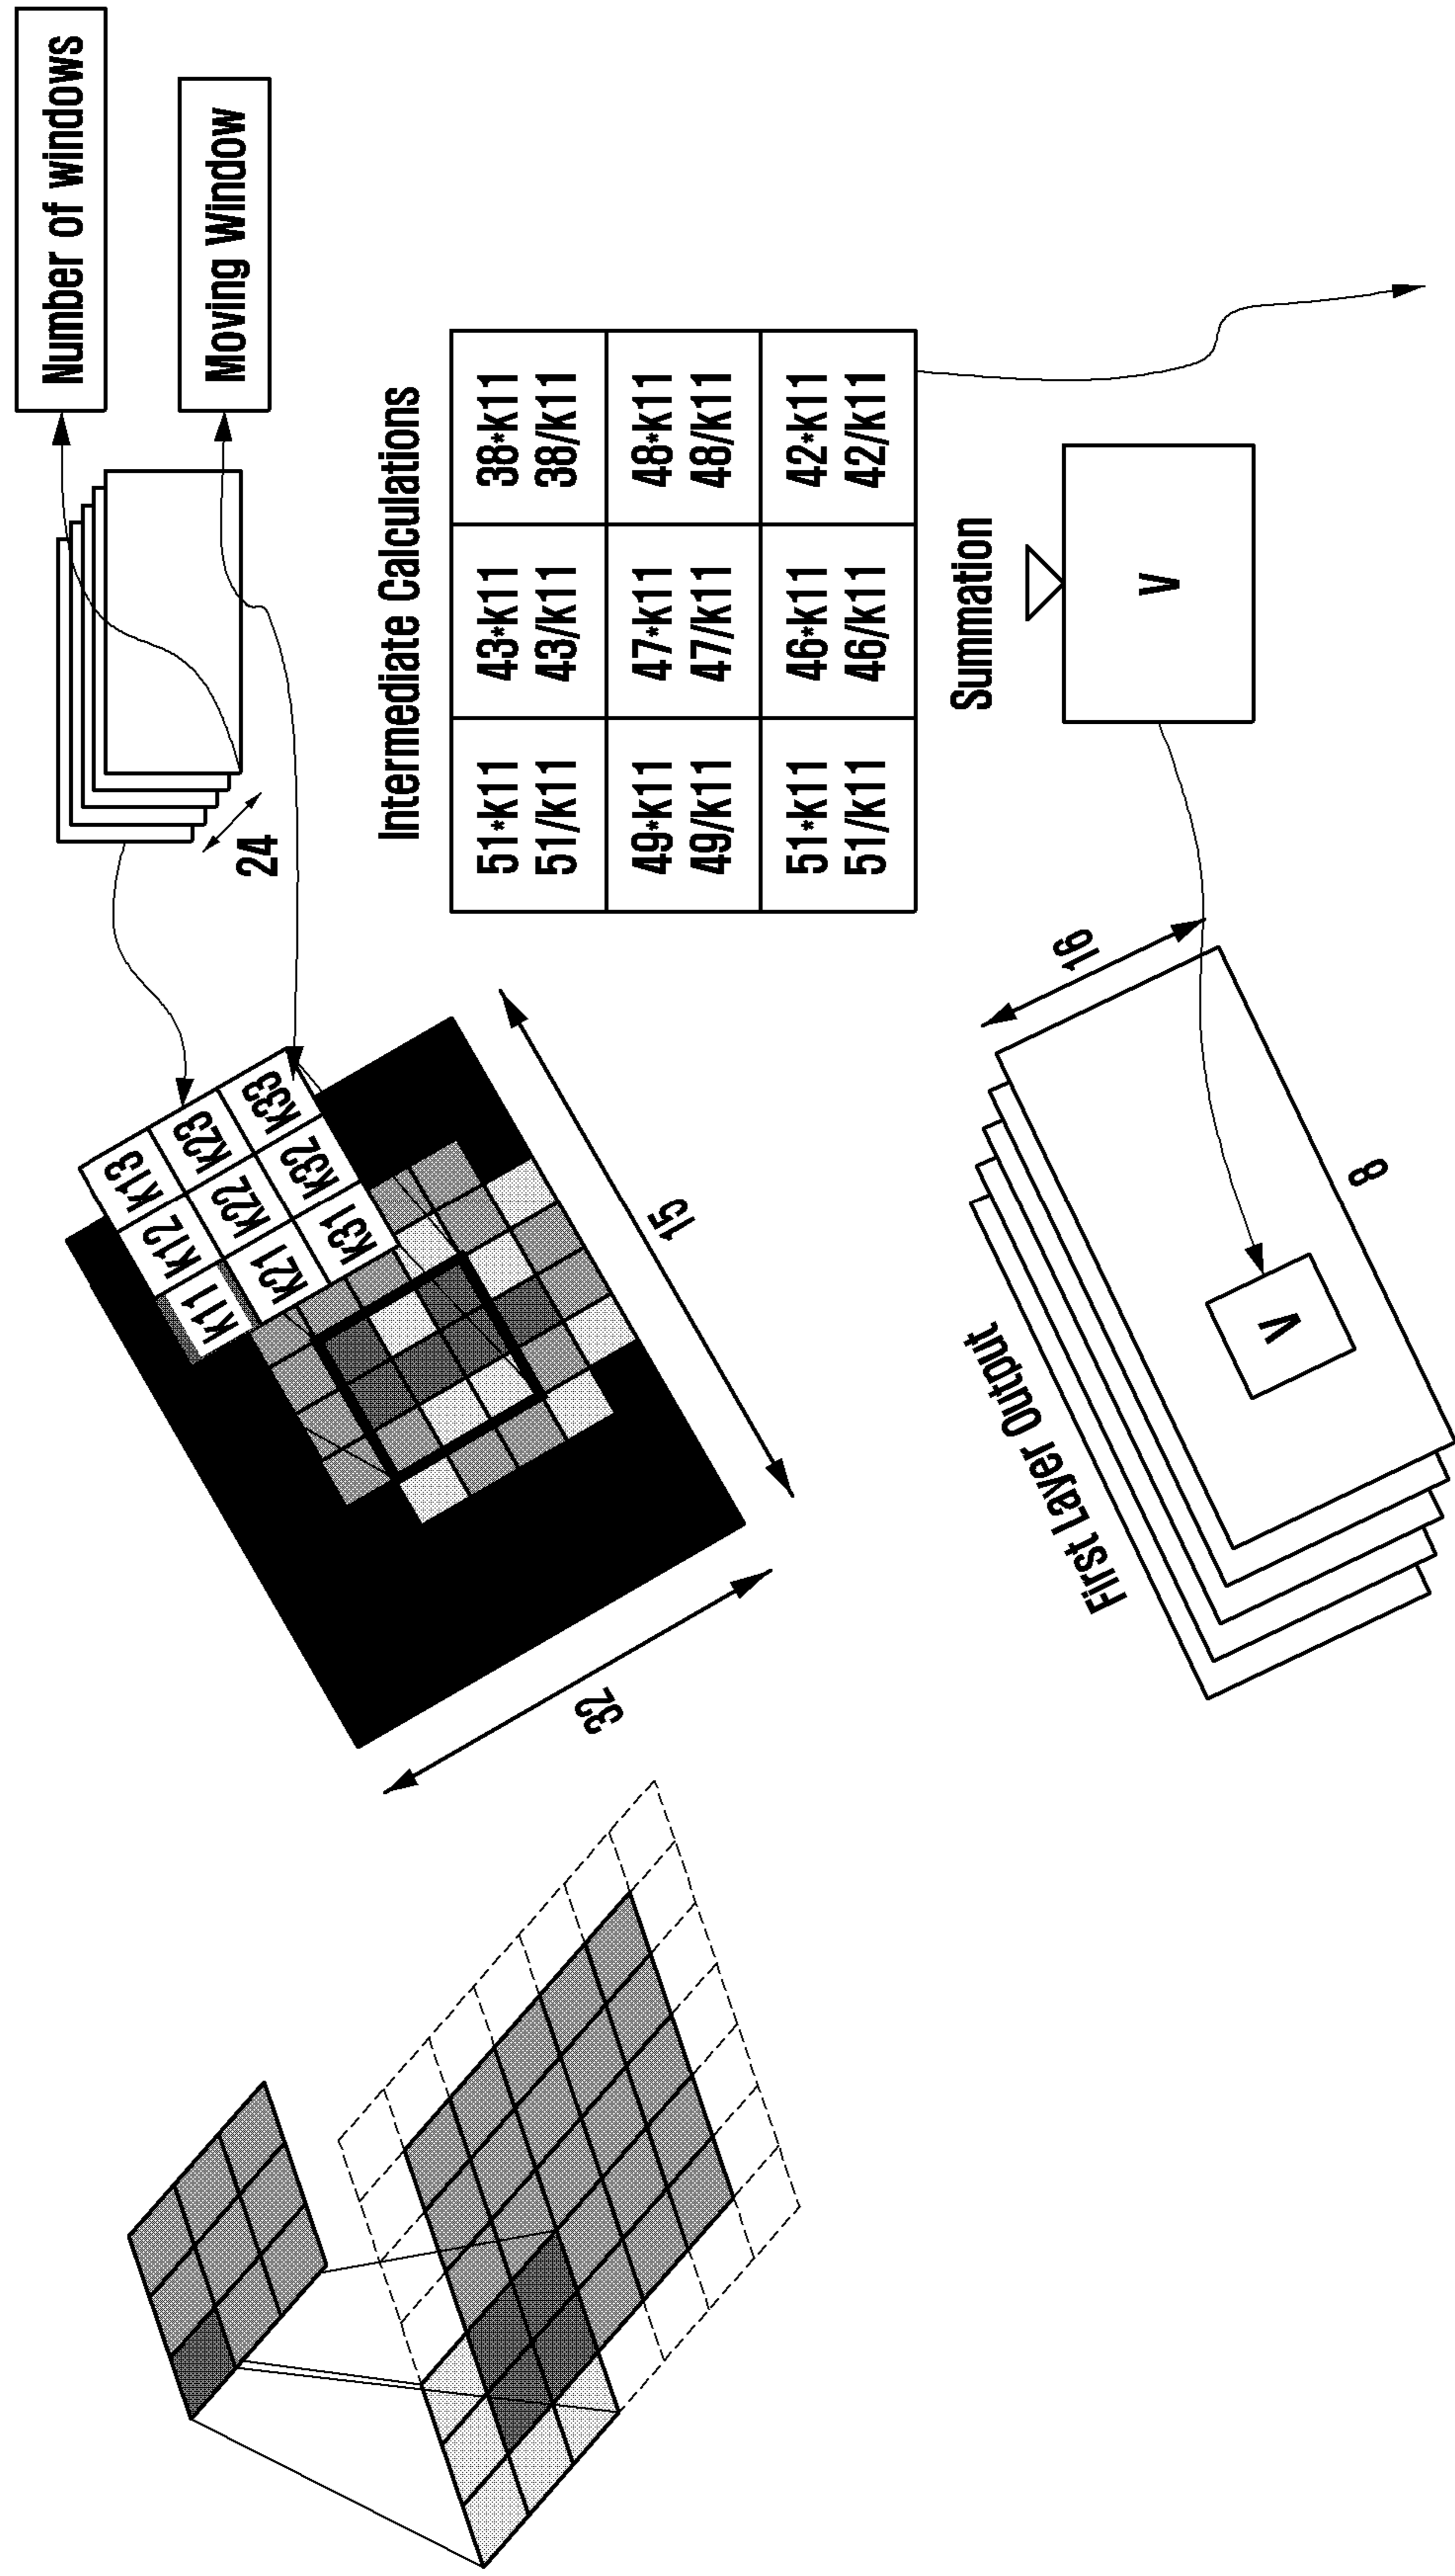 Number of windows
Moving Window
24
k11 k12 k13
k21 k22 k23
k31 k32 k33
32
15
Intermediate Calculations
51*k11 43*k11 38*k11
51/k11 43/k11 38/k11
49*k11 47*k11 48*k11
49/k11 47/k11 48/k11
51*k11 46*k11 42*k11
51/k11 46/k11 42/k11
Summation
V
First Layer Output
16
8
V